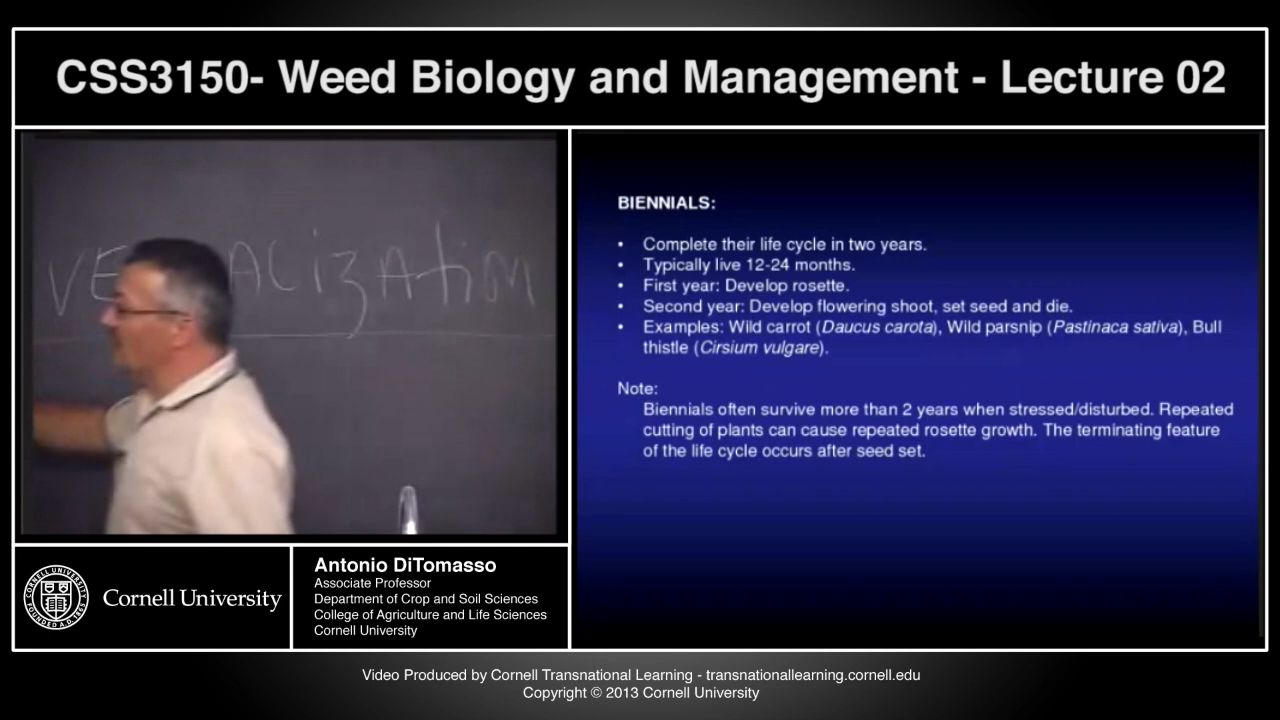 CSS3150- Weed Biology and Management - Lecture 02
BIENNIALS:
• Complete their life cycle in two years.
• Typically live 12-24 months.
• First year: Develop rosette.
• Second year: Develop flowering shoot, set seed and die.
• Examples: Wild carrot (Daucus carota), Wild parsnip (Pastinaca sativa), Bull
thistle (Cirsium vulgare).
Note:
Biennials often survive more than 2 years when stressed/disturbed. Repeated
cutting of plants can cause repeated rosette growth. The terminating feature
of the life cycle occurs after seed set.
Cornell University
Antonio DiTomasso
Associate Professor
Department of Crop and Soil Sciences
College of Agriculture and Life Sciences
Cornell University
Video Produced by Cornell Transnational Learning - transnationallearning.cornell.edu
Copyright © 2013 Cornell University